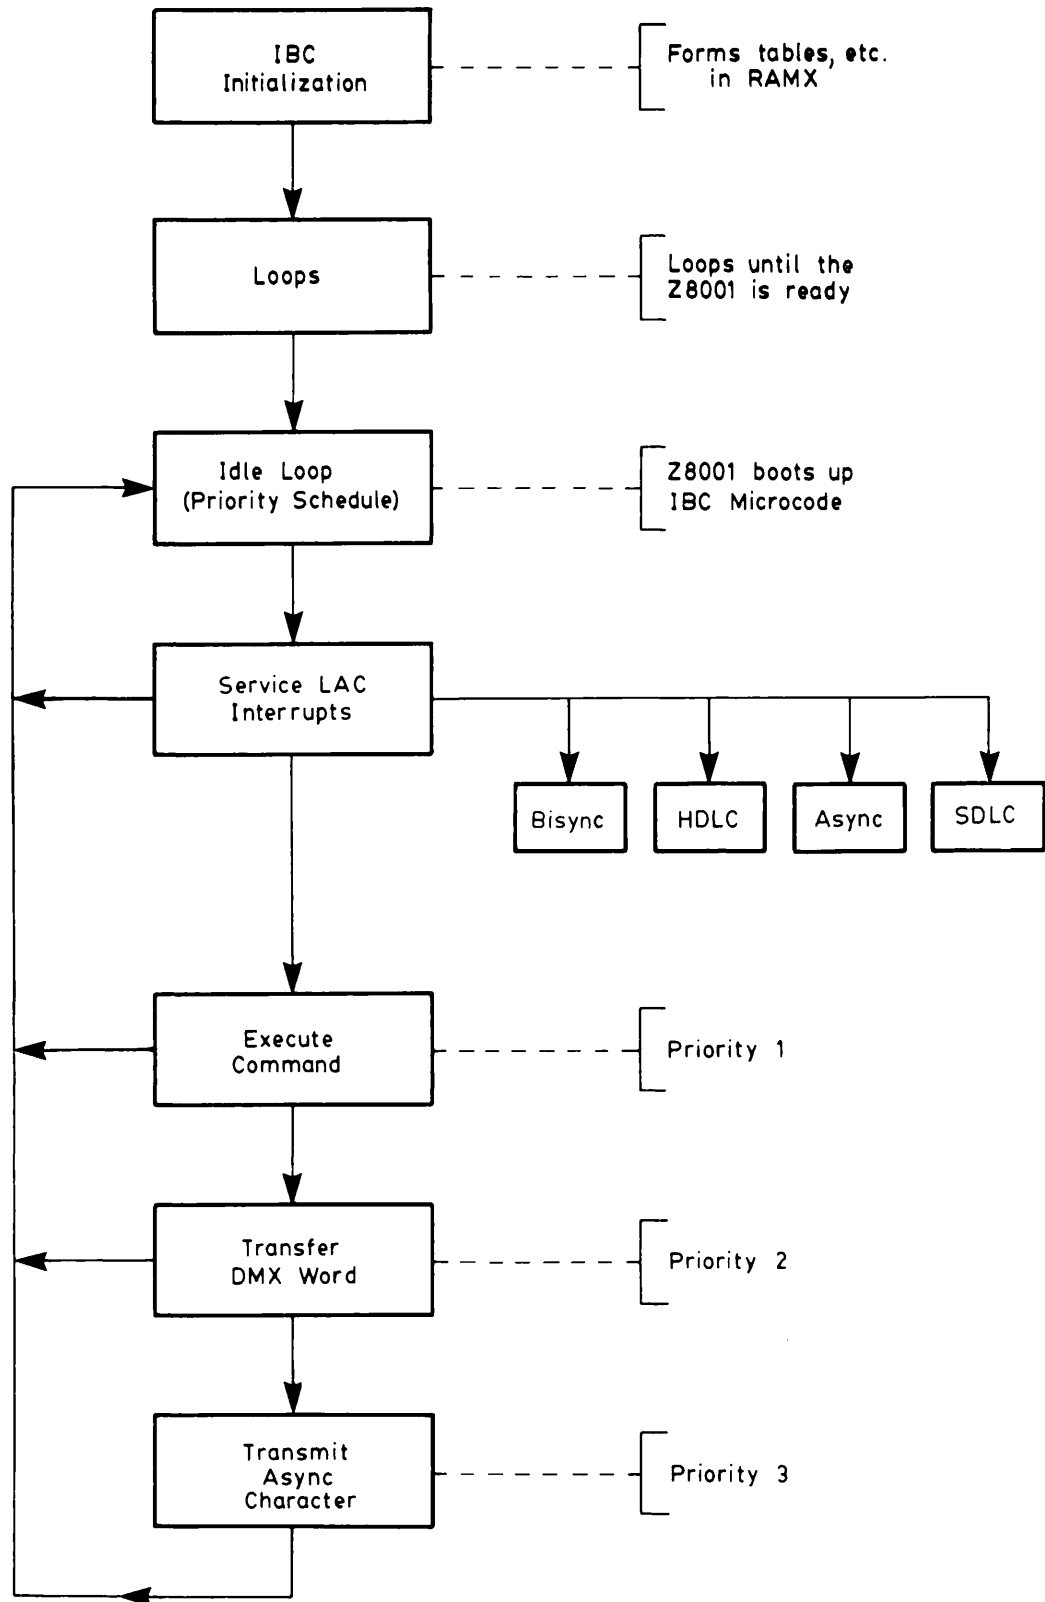 IBC
Initialization
Forms tables, etc.
in RAMX
Loops
Loops until the
Z8001 is ready
Idle Loop
(Priority Schedule)
Z8001 boots up
IBC Microcode
Service LAC
Interrupts
Bisync
HDLC
Async
SDLC
Execute
Command
Priority 1
Transfer
DMX Word
Priority 2
Transmit
Async
Character
Priority 3